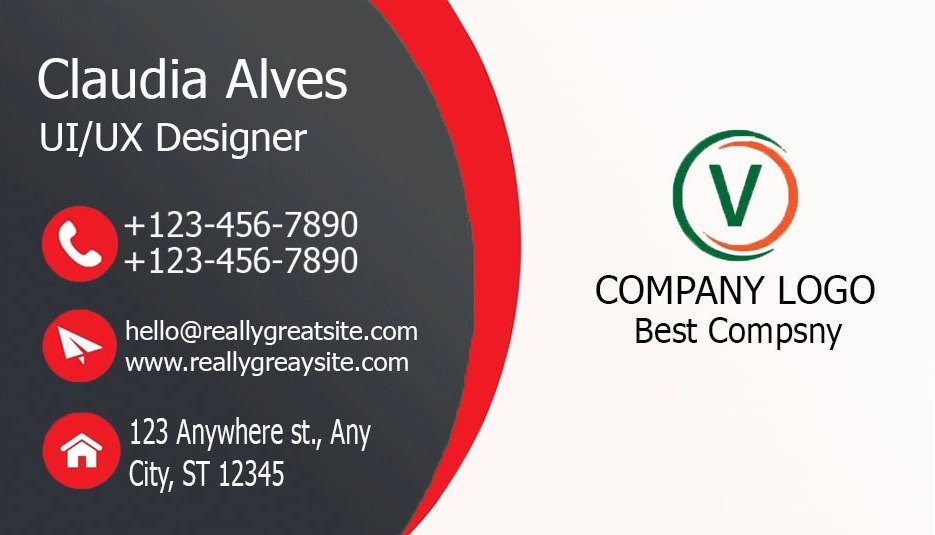 Claudia Alves
UI/UX Designer
+123-456-7890
+123-456-7890
hello@reallygreatsite.com
www.reallygreaysite.com
123 Anywhere st., Any
City, ST 12345
V
COMPANY LOGO
Best Compsny